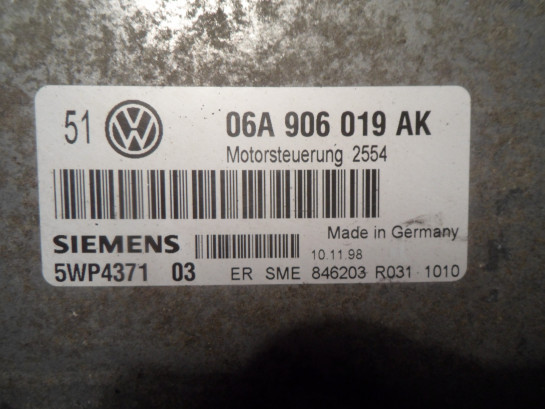 51 VW 06A 906 019 AK
Motorsteuerung 2554
Made in Germany
SIEMENS 10.11.98
5WP4371 03 ER SME 846203 R031 1010